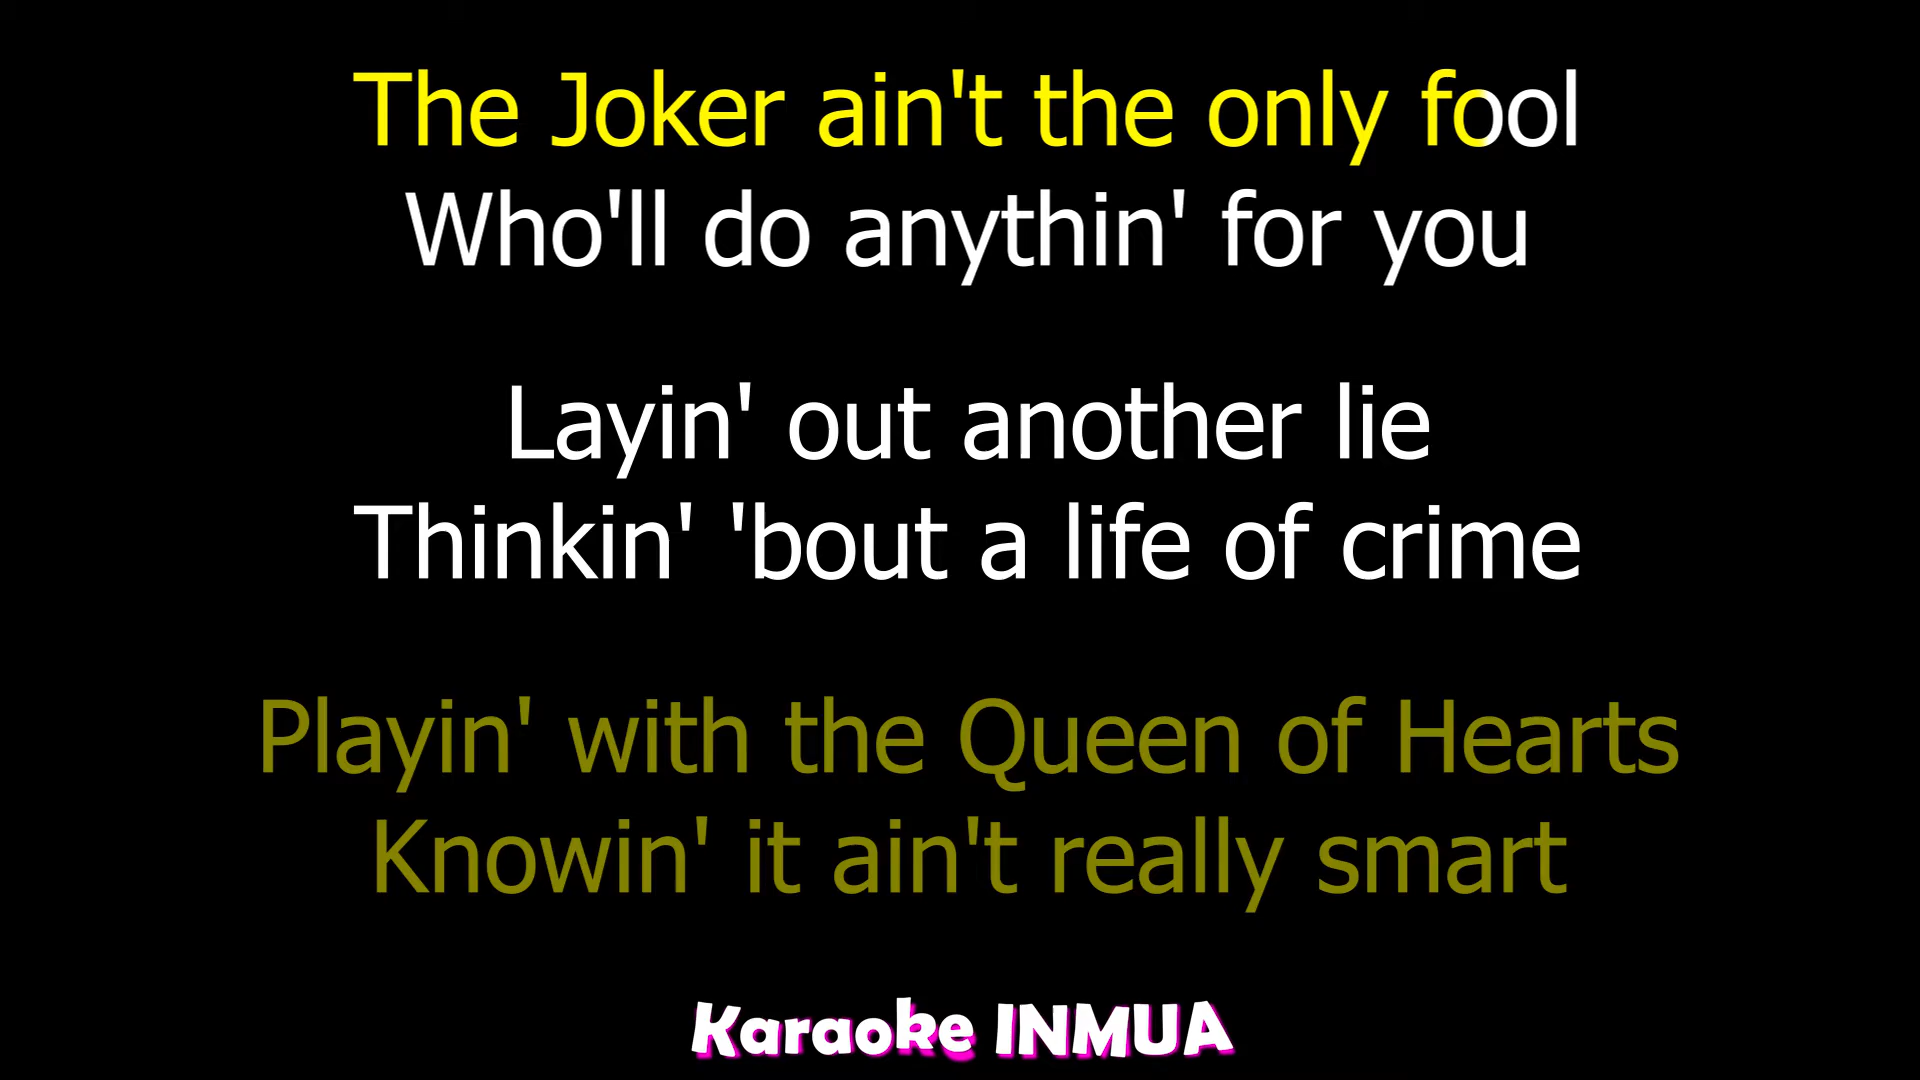 The Joker ain't the only fool
Who'll do anythin' for you
Layin' out another lie
Thinkin' 'bout a life of crime
Playin' with the Queen of Hearts
Knowin' it ain't really smart
Karaoke INMUA